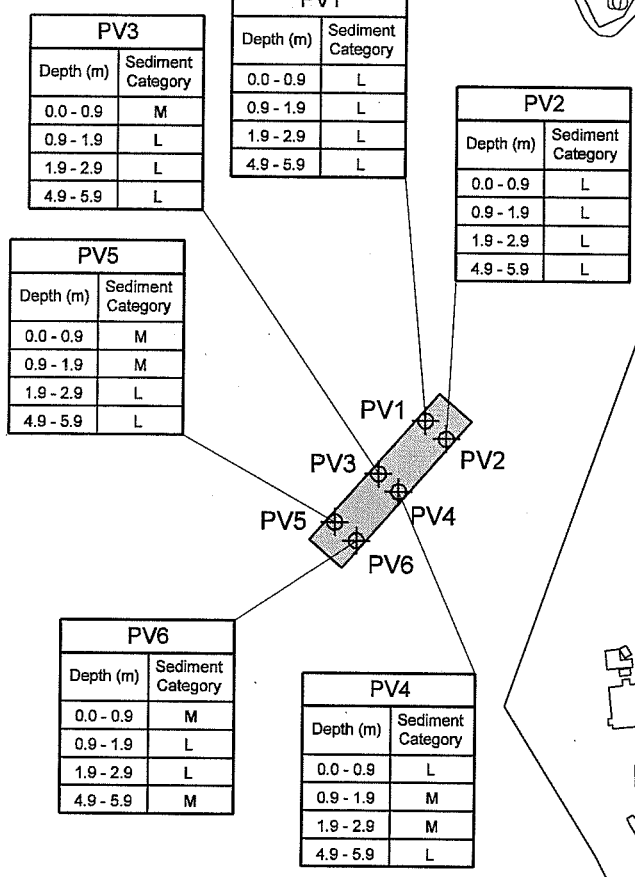 PV1
Depth (m) Sediment Category
0.0 - 0.9 L
0.9 - 1.9 L
1.9 - 2.9 L
4.9 - 5.9 L
PV3
Depth (m) Sediment Category
0.0 - 0.9 M
0.9 - 1.9 L
1.9 - 2.9 L
4.9 - 5.9 L
PV2
Depth (m) Sediment Category
0.0 - 0.9 L
0.9 - 1.9 L
1.9 - 2.9 L
4.9 - 5.9 L
PV5
Depth (m) Sediment Category
0.0 - 0.9 M
0.9 - 1.9 M
1.9 - 2.9 L
4.9 - 5.9 L
PV1
PV2
PV3
PV4
PV5
PV6
PV6
Depth (m) Sediment Category
0.0 - 0.9 M
0.9 - 1.9 L
1.9 - 2.9 L
4.9 - 5.9 M
PV4
Depth (m) Sediment Category
0.0 - 0.9 L
0.9 - 1.9 M
1.9 - 2.9 M
4.9 - 5.9 L